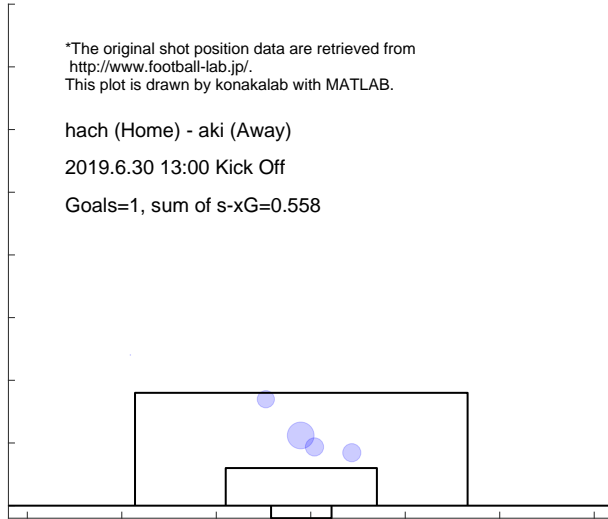 *The original shot position data are retrieved from
http://www.football-lab.jp/.
This plot is drawn by konakalab with MATLAB.
hach (Home) - aki (Away)
2019.6.30 13:00 Kick Off
Goals=1, sum of s-xG=0.558